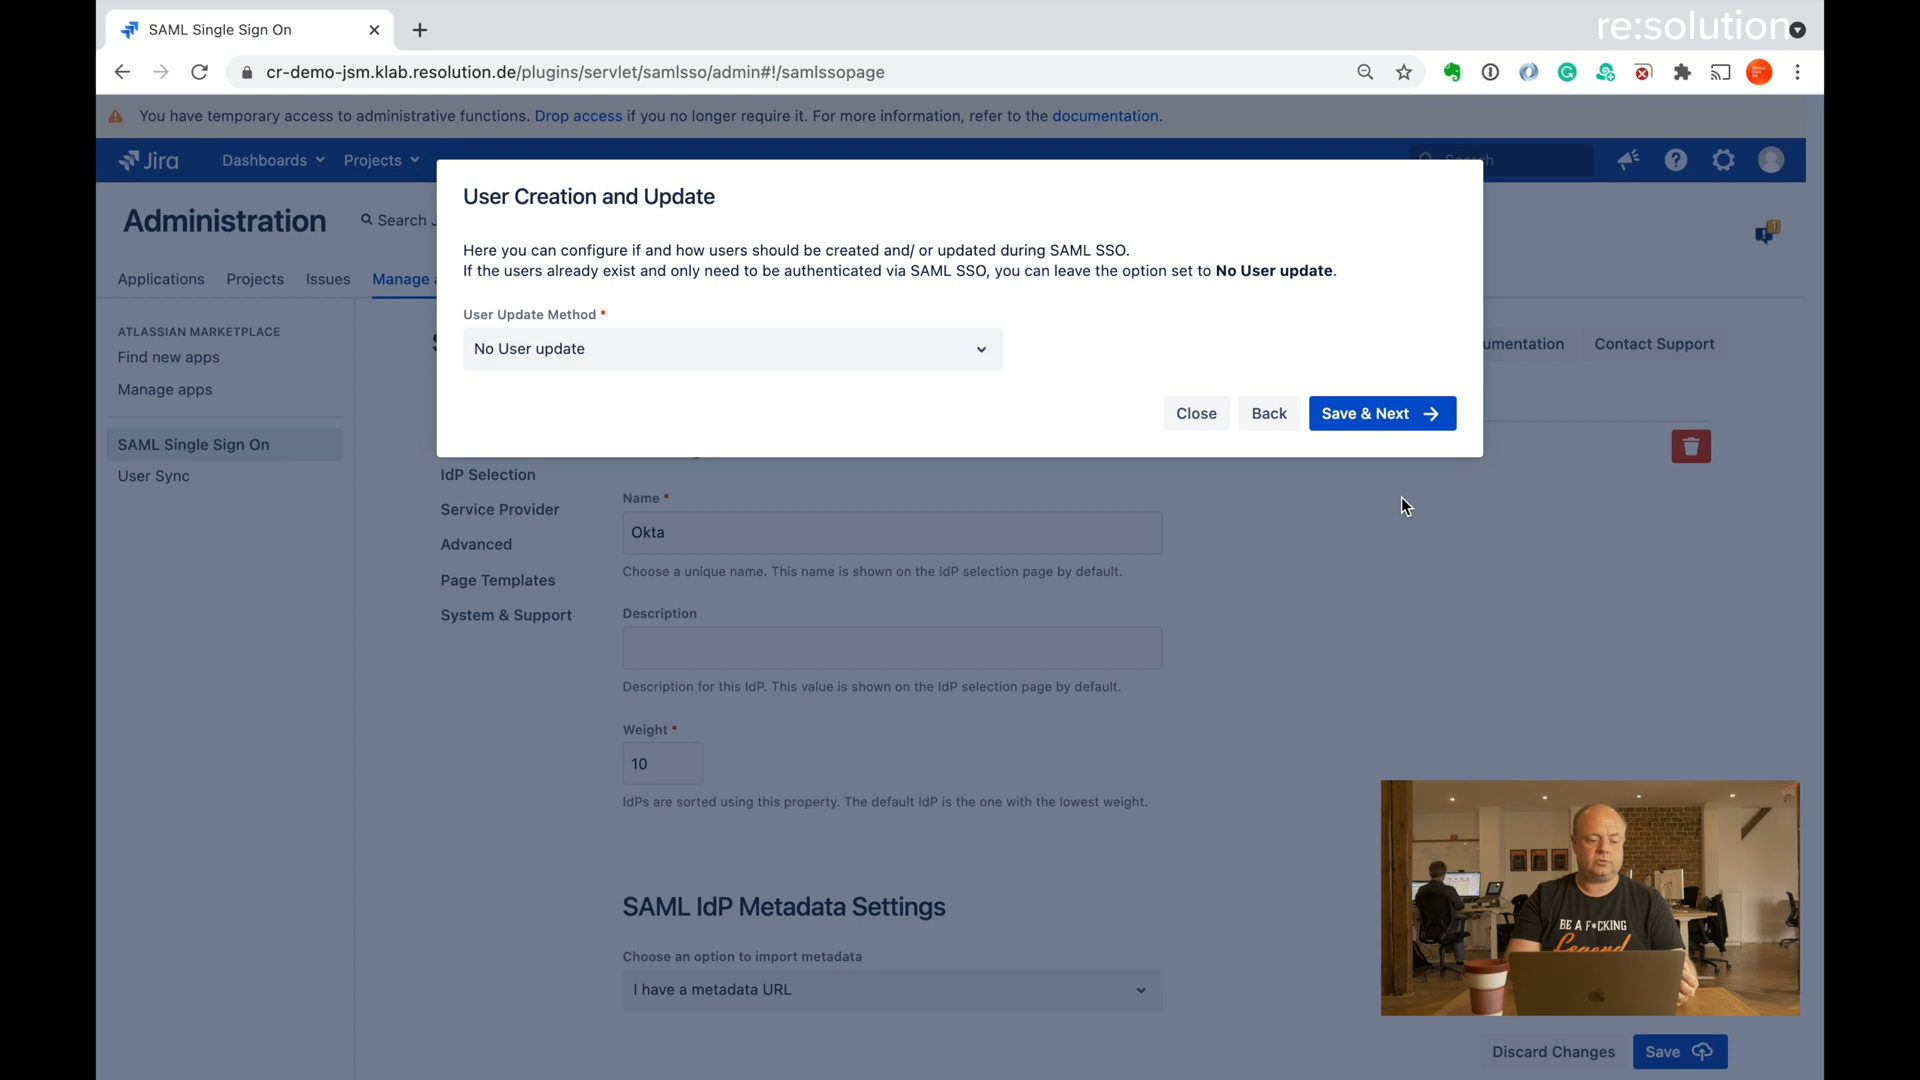 SAML Single Sign On
re:solution
cr-demo-jsm.klab.resolution.de/plugins/servlet/samlsso/admin#!/samlssopage
You have temporary access to administrative functions. Drop access if you no longer require it. For more information, refer to the documentation.
Jira
Dashboards
Projects
Search
Administration
Search
Applications
Projects
Issues
Manage
ATLASSIAN MARKETPLACE
Find new apps
Manage apps
SAML Single Sign On
User Sync
User Creation and Update
Here you can configure if and how users should be created and/ or updated during SAML SSO.
If the users already exist and only need to be authenticated via SAML SSO, you can leave the option set to No User update.
User Update Method *
No User update
Close
Back
Save & Next
umentation
Contact Support
IdP Selection
Service Provider
Advanced
Page Templates
System & Support
Name *
Okta
Choose a unique name. This name is shown on the IdP selection page by default.
Description
Description for this IdP. This value is shown on the IdP selection page by default.
Weight *
10
IdPs are sorted using this property. The default IdP is the one with the lowest weight.
SAML IdP Metadata Settings
Choose an option to import metadata
I have a metadata URL
BE A F*CKING
Legend
Discard Changes
Save